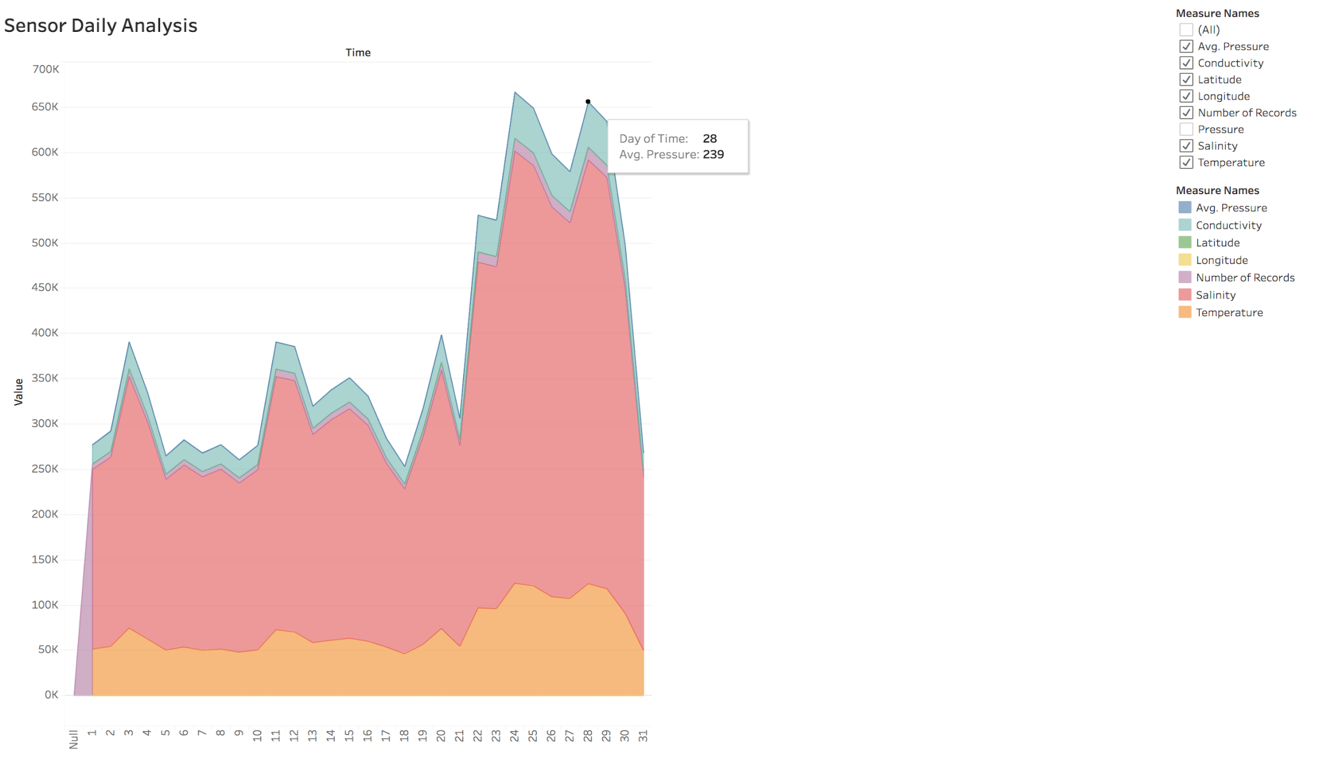 Sensor Daily Analysis
Time
Value
700K
650K
600K
550K
500K
450K
400K
350K
300K
250K
200K
150K
100K
50K
0K
Null 1 2 3 4 5 6 7 8 9 10 11 12 13 14 15 16 17 18 19 20 21 22 23 24 25 26 27 28 29 30 31
Day of Time: 28
Avg. Pressure: 239
Measure Names
(All)
Avg. Pressure
Conductivity
Latitude
Longitude
Number of Records
Pressure
Salinity
Temperature
Measure Names
Avg. Pressure
Conductivity
Latitude
Longitude
Number of Records
Salinity
Temperature